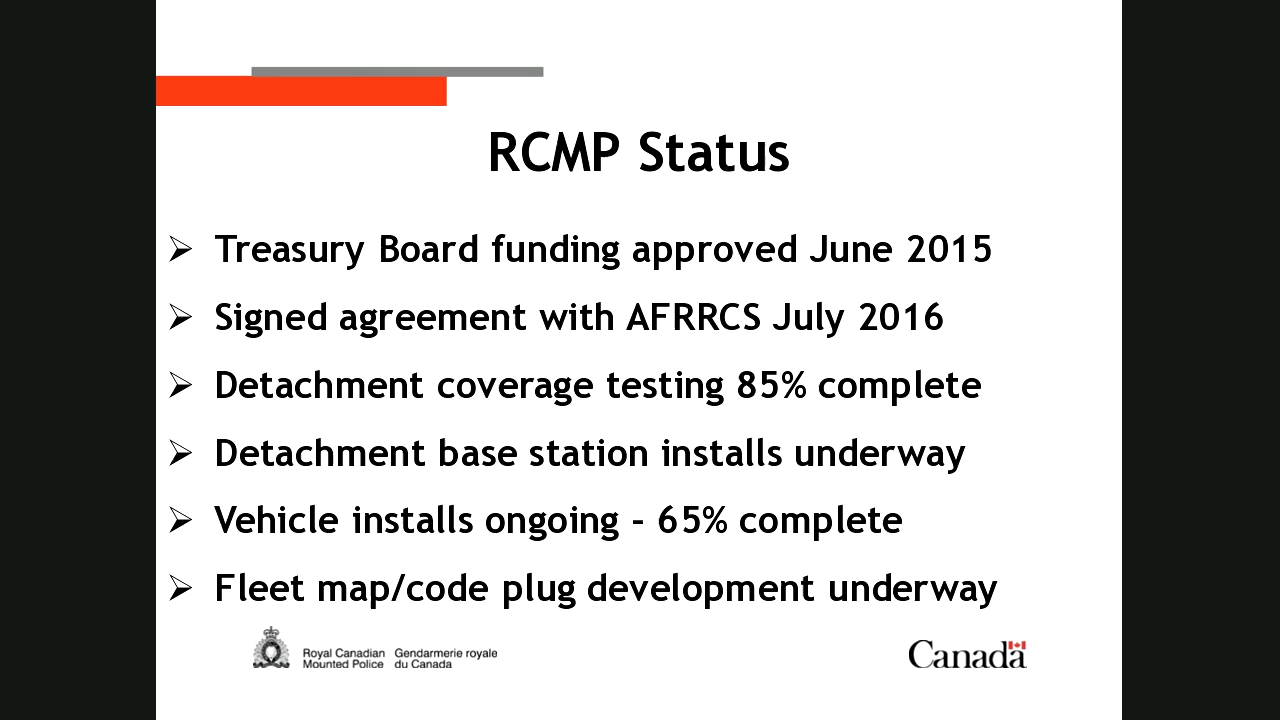 RCMP Status
➢ Treasury Board funding approved June 2015
➢ Signed agreement with AFRRCS July 2016
➢ Detachment coverage testing 85% complete
➢ Detachment base station installs underway
➢ Vehicle installs ongoing – 65% complete
➢ Fleet map/code plug development underway
Royal Canadian Gendarmerie royale
Mounted Police du Canada
Canada